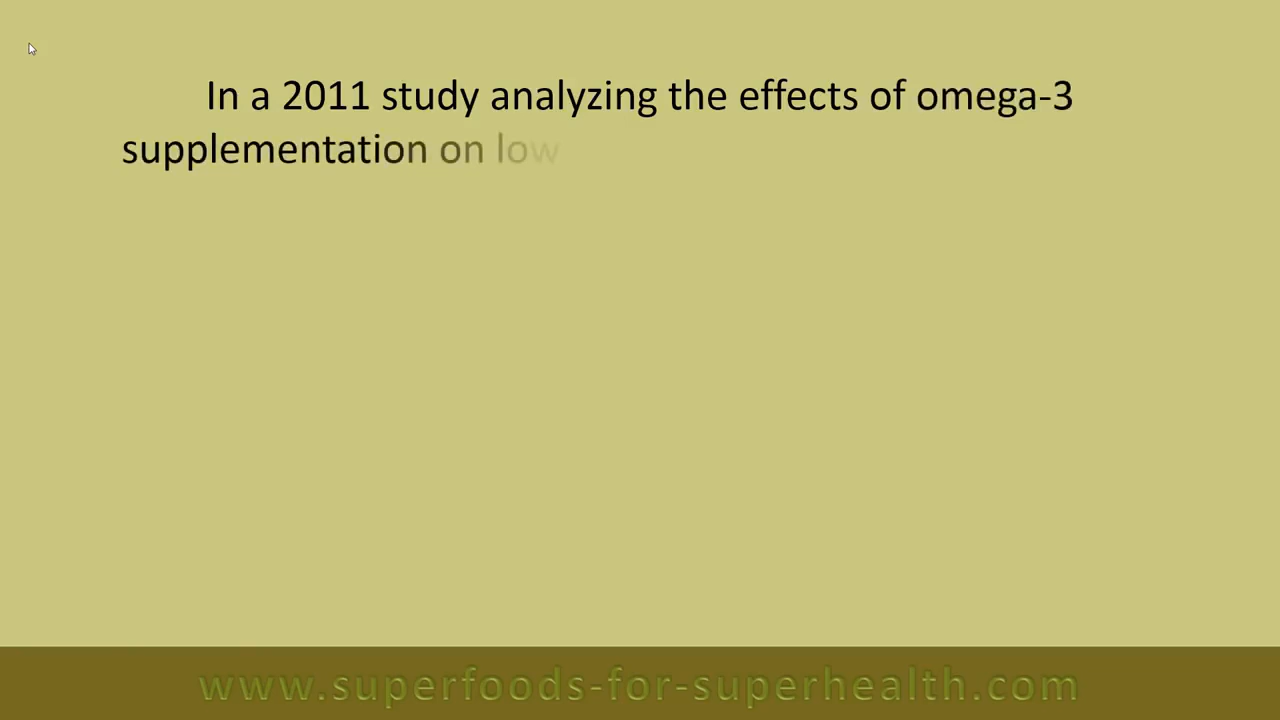 In a 2011 study analyzing the effects of omega-3
supplementation on low
www.superfoods-for-superhealth.com